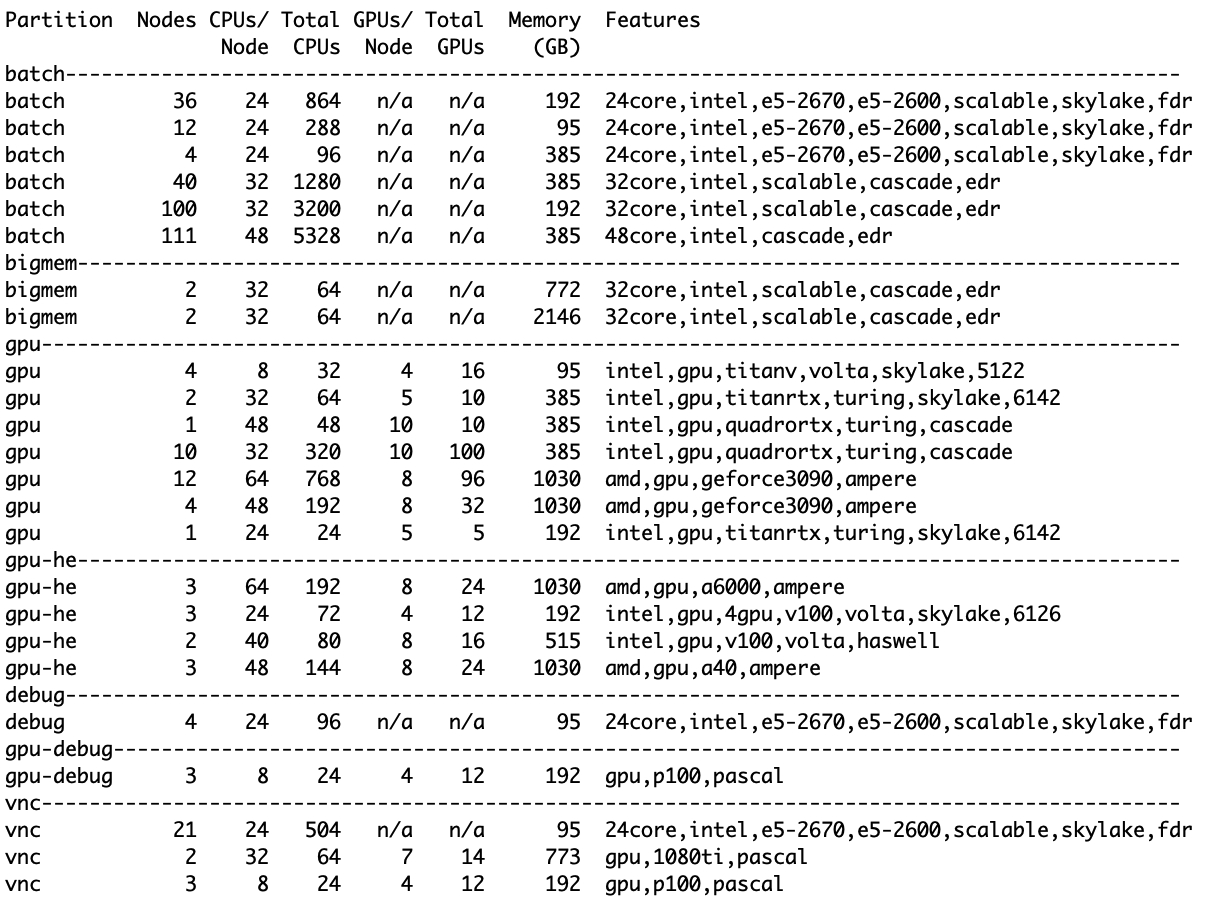 Partition  Nodes CPUs/ Total GPUs/ Total  Memory  Features
                  Node  CPUs  Node  GPUs    (GB)
batch---------------------------------------------------------------------------------------------
batch         36    24   864   n/a   n/a     192  24core,intel,e5-2670,e5-2600,scalable,skylake,fdr
batch         12    24   288   n/a   n/a      95  24core,intel,e5-2670,e5-2600,scalable,skylake,fdr
batch          4    24    96   n/a   n/a     385  24core,intel,e5-2670,e5-2600,scalable,skylake,fdr
batch         40    32  1280   n/a   n/a     385  32core,intel,scalable,cascade,edr
batch        100    32  3200   n/a   n/a     192  32core,intel,scalable,cascade,edr
batch        111    48  5328   n/a   n/a     385  48core,intel,cascade,edr
bigmem--------------------------------------------------------------------------------------------
bigmem         2    32    64   n/a   n/a     772  32core,intel,scalable,cascade,edr
bigmem         2    32    64   n/a   n/a    2146  32core,intel,scalable,cascade,edr
gpu-----------------------------------------------------------------------------------------------
gpu            4     8    32     4    16      95  intel,gpu,titanv,volta,skylake,5122
gpu            2    32    64     5    10     385  intel,gpu,titanrtx,turing,skylake,6142
gpu            1    48    48    10    10     385  intel,gpu,quadrortx,turing,cascade
gpu           10    32   320    10   100     385  intel,gpu,quadrortx,turing,cascade
gpu           12    64   768     8    96    1030  amd,gpu,geforce3090,ampere
gpu            4    48   192     8    32    1030  amd,gpu,geforce3090,ampere
gpu            1    24    24     5     5     192  intel,gpu,titanrtx,turing,skylake,6142
gpu-he--------------------------------------------------------------------------------------------
gpu-he         3    64   192     8    24    1030  amd,gpu,a6000,ampere
gpu-he         3    24    72     4    12     192  intel,gpu,4gpu,v100,volta,skylake,6126
gpu-he         2    40    80     8    16     515  intel,gpu,v100,volta,haswell
gpu-he         3    48   144     8    24    1030  amd,gpu,a40,ampere
debug---------------------------------------------------------------------------------------------
debug          4    24    96   n/a   n/a      95  24core,intel,e5-2670,e5-2600,scalable,skylake,fdr
gpu-debug-----------------------------------------------------------------------------------------
gpu-debug      3     8    24     4    12     192  gpu,p100,pascal
vnc-----------------------------------------------------------------------------------------------
vnc           21    24   504   n/a   n/a      95  24core,intel,e5-2670,e5-2600,scalable,skylake,fdr
vnc            2    32    64     7    14     773  gpu,1080ti,pascal
vnc            3     8    24     4    12     192  gpu,p100,pascal